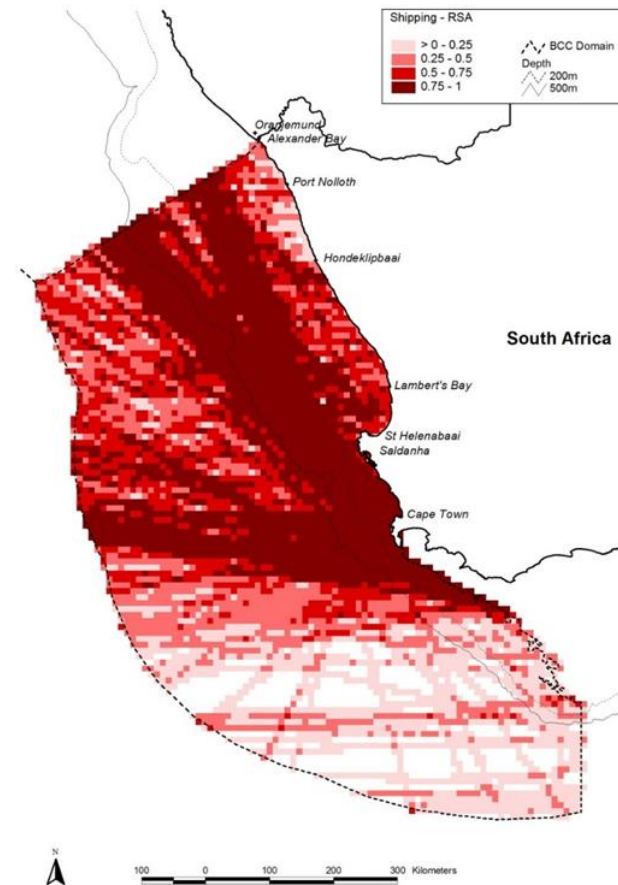 Shipping - RSA
> 0 - 0.25
0.25 - 0.5
0.5 - 0.75
0.75 - 1
BCC Domain
Depth
200m
500m
Oranjemund
Alexander Bay
Port Nolloth
Hondeklipbaai
South Africa
Lambert's Bay
St Helenabaai
Saldanha
Cape Town
N
100 0 100 200 300 Kilometers